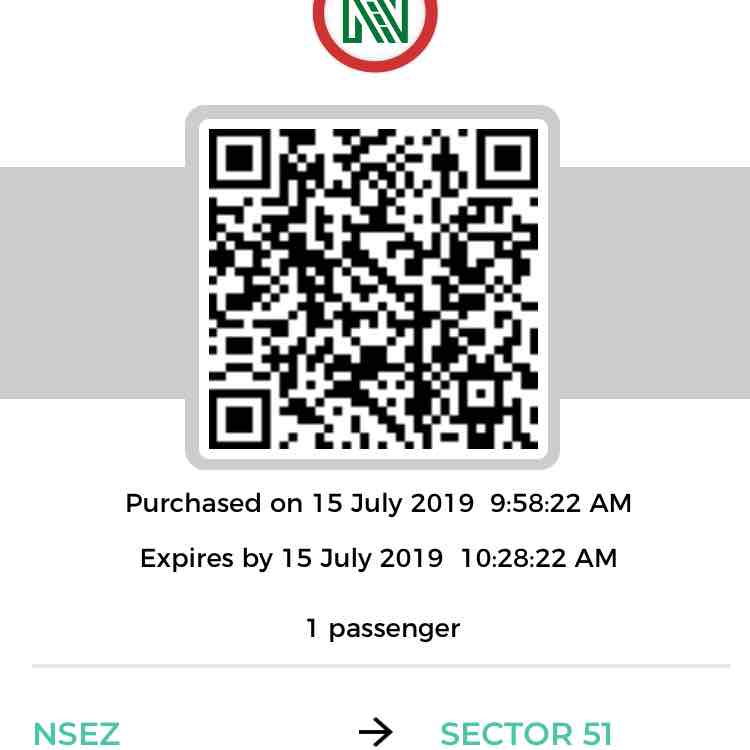 Purchased on 15 July 2019 9:58:22 AM
Expires by 15 July 2019 10:28:22 AM
1 passenger
NSEZ → SECTOR 51